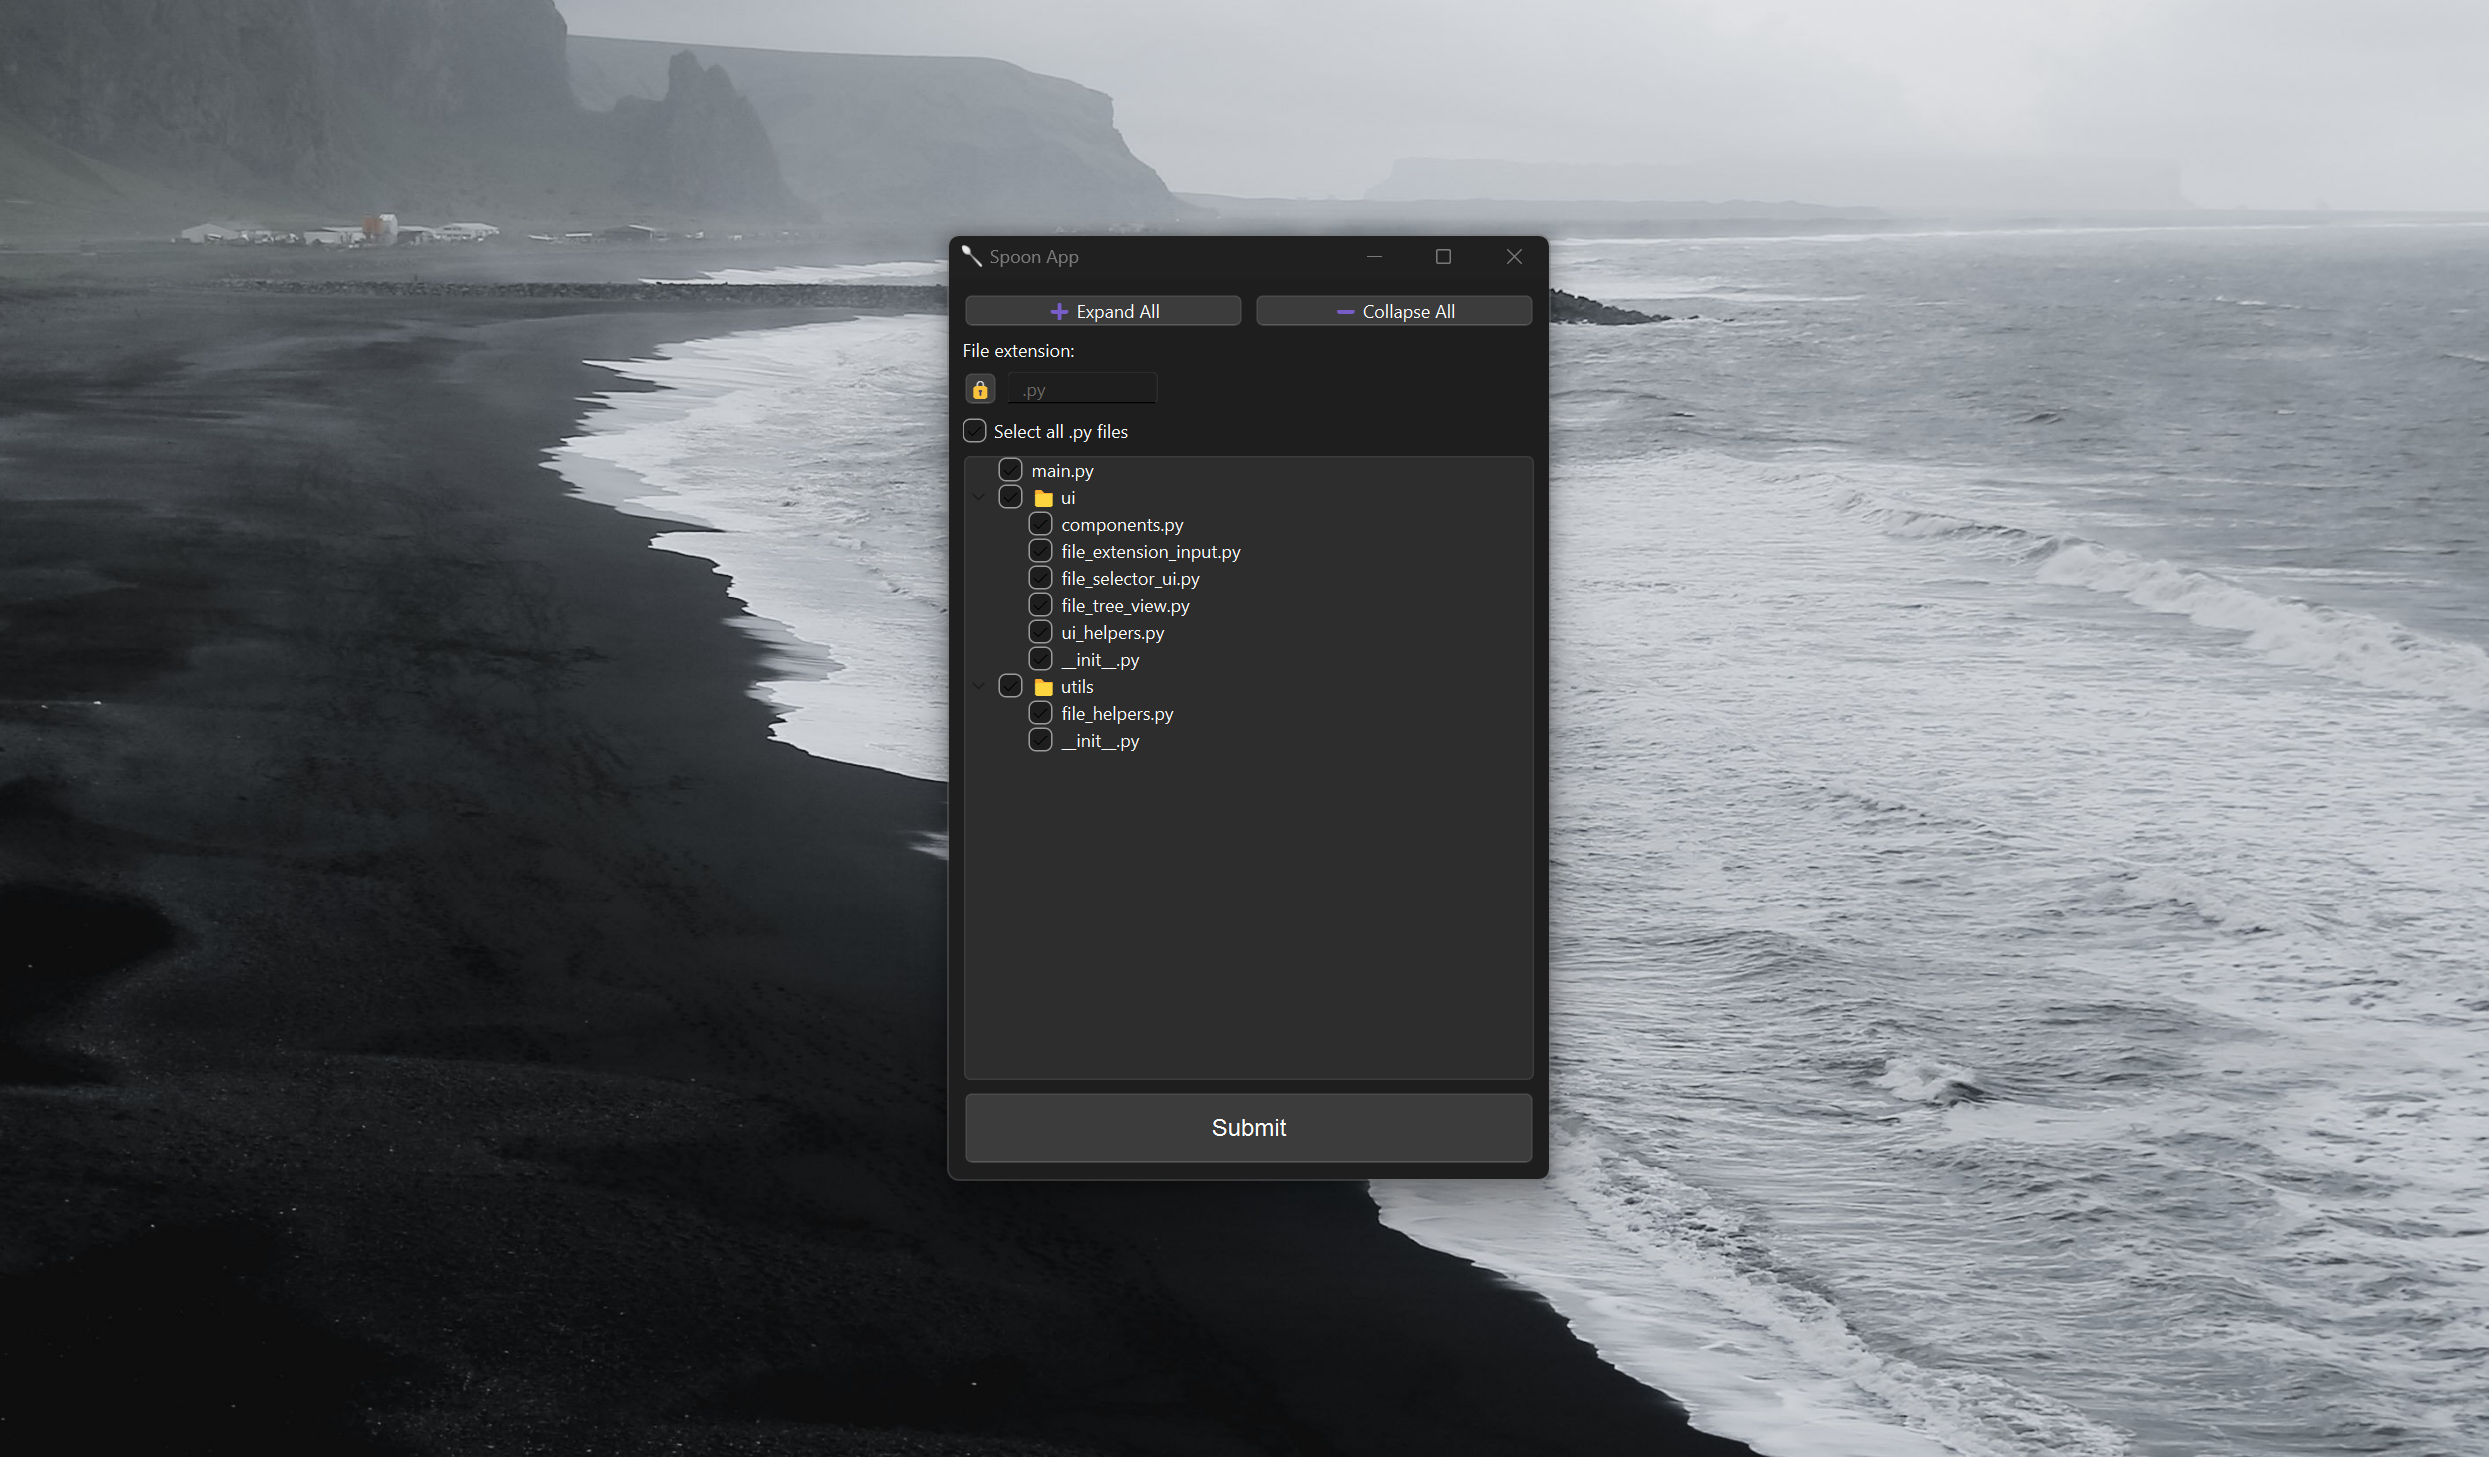 Spoon App
Expand All
Collapse All
File extension:
.py
Select all .py files
main.py
ui
components.py
file_extension_input.py
file_selector_ui.py
file_tree_view.py
ui_helpers.py
__init__.py
utils
file_helpers.py
__init__.py
Submit